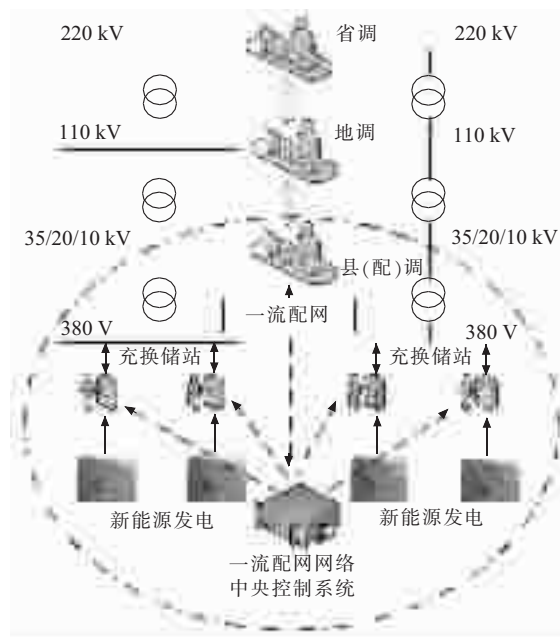 220 kV
省调
220 kV
110 kV
地调
110 kV
35/20/10 kV
县(配)调
35/20/10 kV
一流配网
380 V
380 V
充换储站
充换储站
新能源发电
新能源发电
一流配网网络
中央控制系统